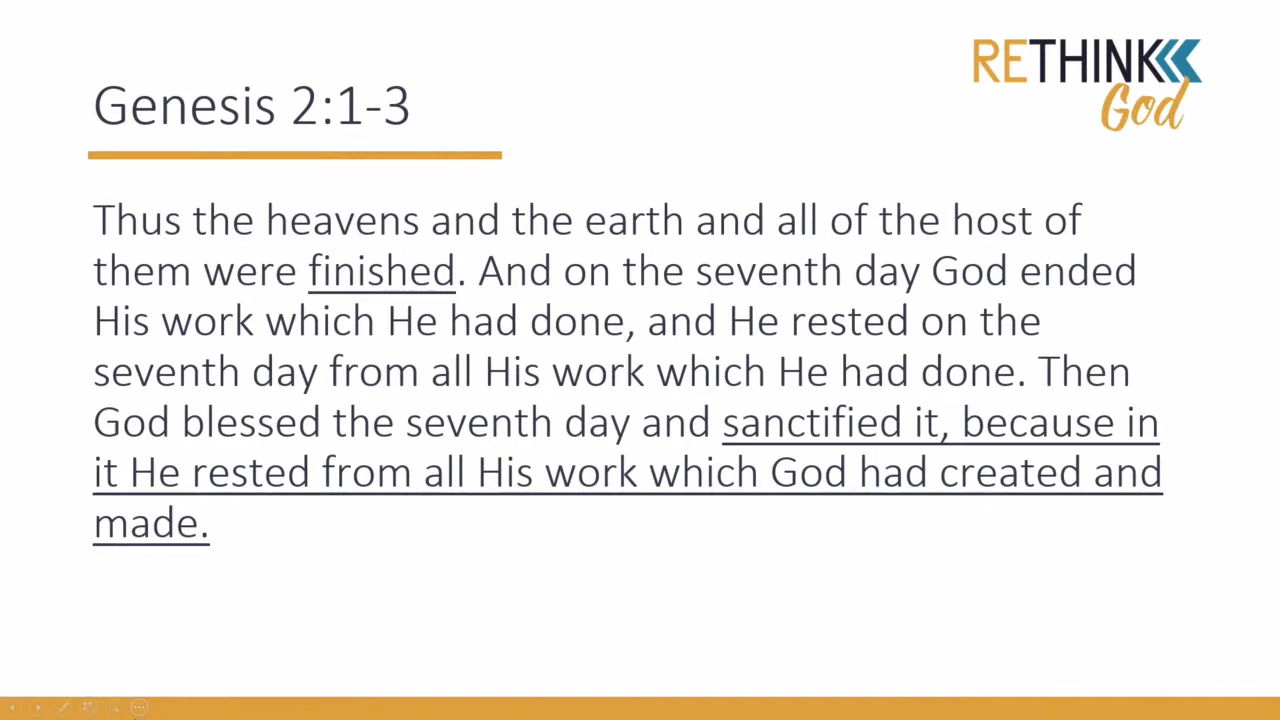 RETHINK
God
Genesis 2:1-3
Thus the heavens and the earth and all of the host of
them were finished. And on the seventh day God ended
His work which He had done, and He rested on the
seventh day from all His work which He had done. Then
God blessed the seventh day and sanctified it, because in
it He rested from all His work which God had created and
made.